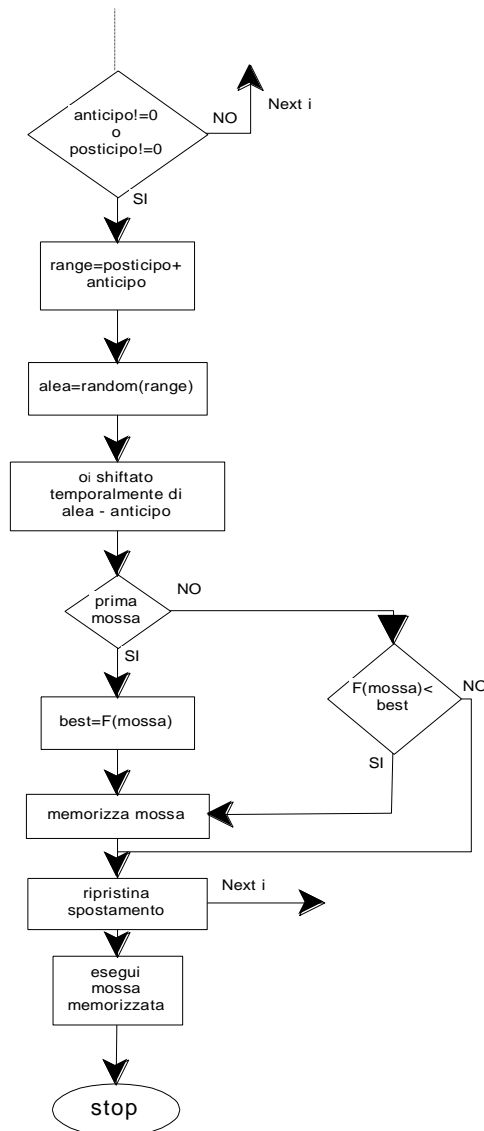 anticipo!=0
o
posticipo!=0
NO
Next i
SI
range=posticipo+
anticipo
alea=random(range)
oi shiftato
temporalmente di
alea - anticipo
prima
mossa
NO
SI
best=F(mossa)
F(mossa)<
best
NO
SI
memorizza mossa
ripristina
spostamento
Next i
esegui
mossa
memorizzata
stop